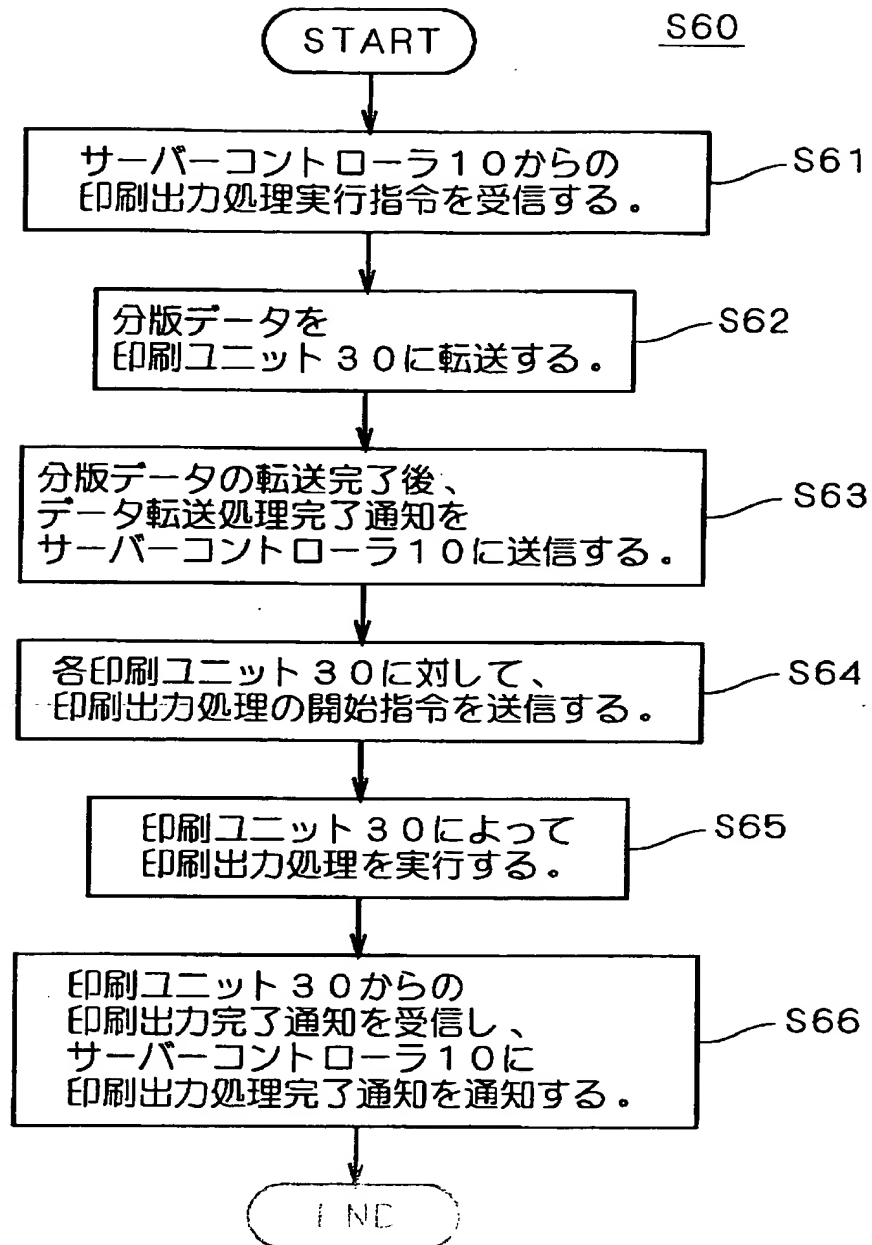 START
S60
サーバーコントローラ１０からの
印刷出力処理実行指令を受信する。
S61
分版データを
印刷ユニット３０に転送する。
S62
分版データの転送完了後、
データ転送処理完了通知を
サーバーコントローラ10に送信する。
S63
各印刷ユニット３０に対して、
印刷出力処理の開始指令を送信する。
S64
印刷ユニット３０によって
印刷出力処理を実行する。
S65
印刷ユニット３０からの
印刷出力完了通知を受信し、
サーバーコントローラ10に
印刷出力処理完了通知を通知する。
S66
END